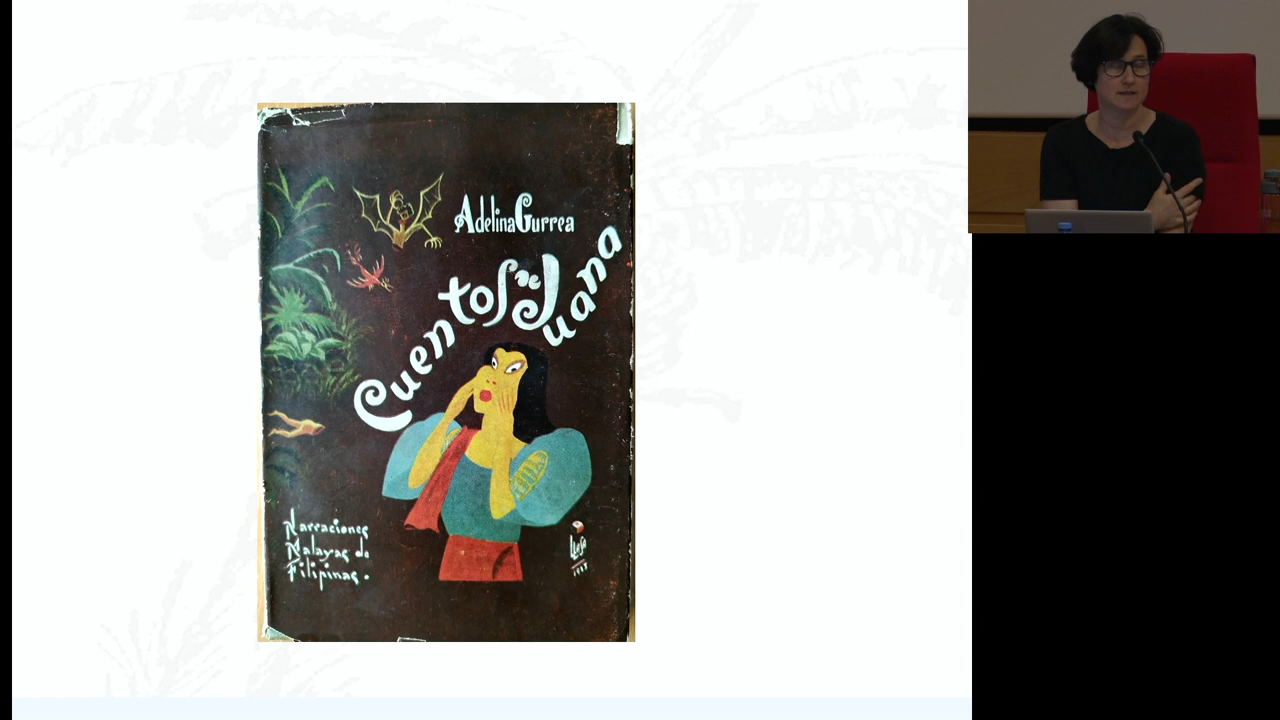 Adelina Gurrea
Cuentos de Juana
Narraciones
Malayas de
Filipinas.